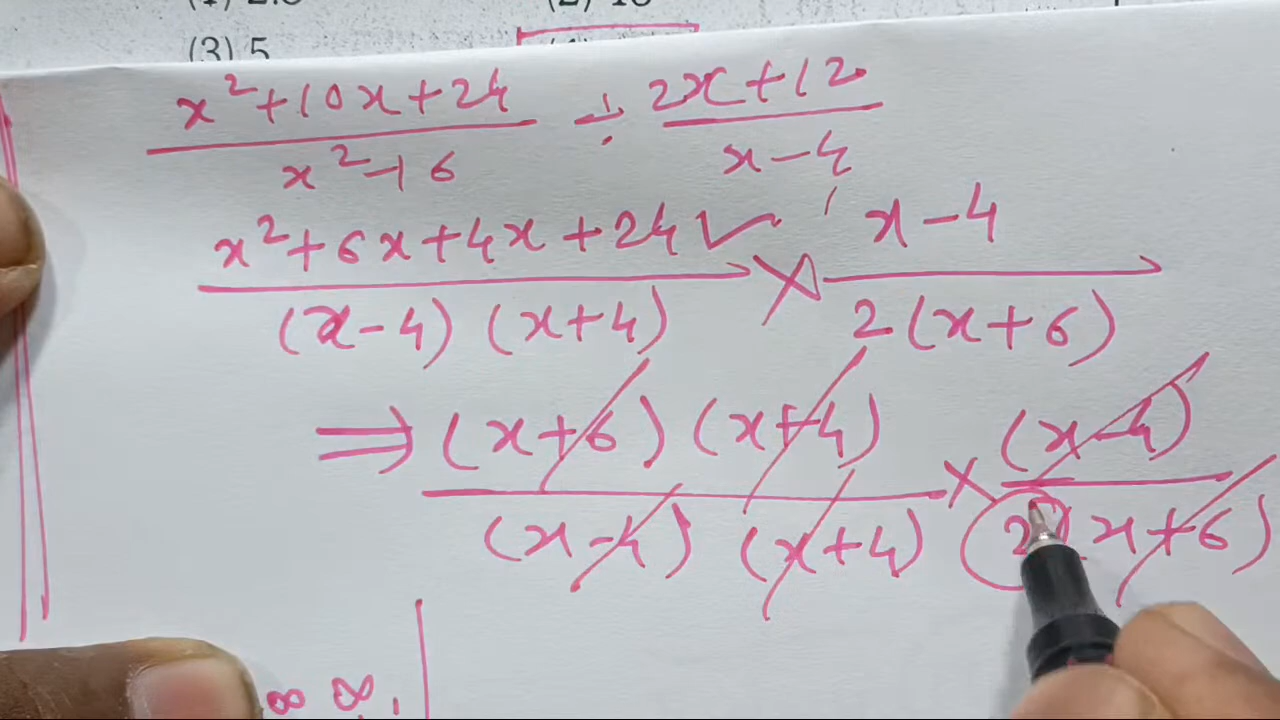 (3) 5
x²+10x+24 / x²-16 ÷ 2x+12 / x-4
x²+6x+4x+24 / (x-4) (x+4) × x-4 / 2(x+6)
⇒ (x+6) (x+4) / (x-4) (x+4) × (x-4) / 2(x+6)